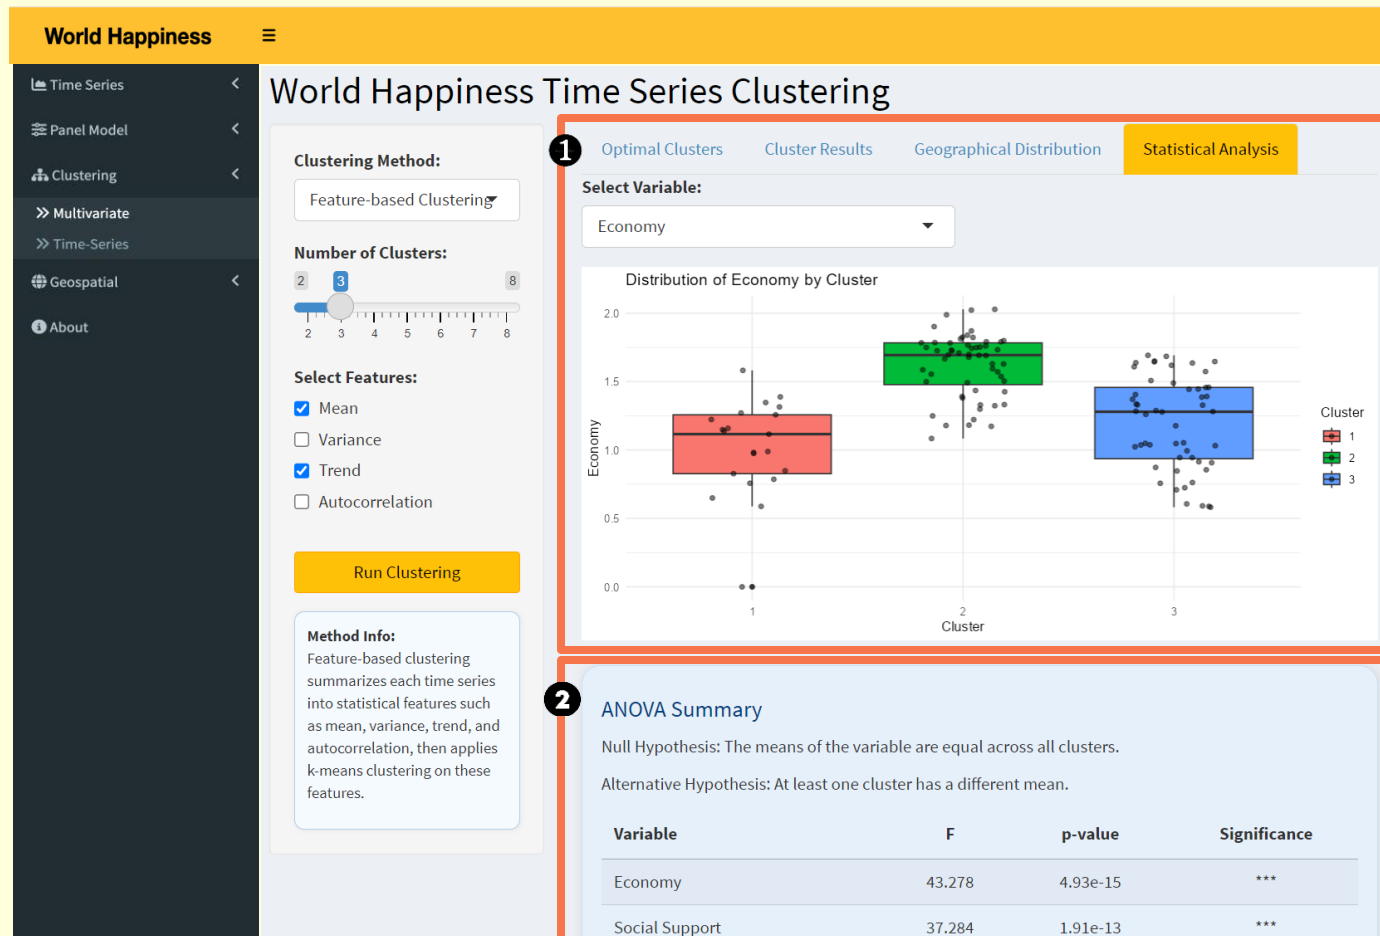 World Happiness
Time Series
Panel Model
Clustering
Multivariate
Time-Series
Geospatial
About
World Happiness Time Series Clustering
Clustering Method:
Feature-based Clustering
Number of Clusters:
2 3 8
2 3 4 5 6 7 8
Select Features:
Mean
Variance
Trend
Autocorrelation
Run Clustering
Method Info:
Feature-based clustering
summarizes each time series
into statistical features such
as mean, variance, trend, and
autocorrelation, then applies
k-means clustering on these
features.
1
Optimal Clusters Cluster Results Geographical Distribution Statistical Analysis
Select Variable:
Economy
Distribution of Economy by Cluster
2.0
1.5
1.0
0.5
0.0
Economy
1 2 3
Cluster
Cluster
1
2
3
2
ANOVA Summary
Null Hypothesis: The means of the variable are equal across all clusters.
Alternative Hypothesis: At least one cluster has a different mean.
Variable F p-value Significance
Economy 43.278 4.93e-15 ***
Social Support 37.284 1.91e-13 ***